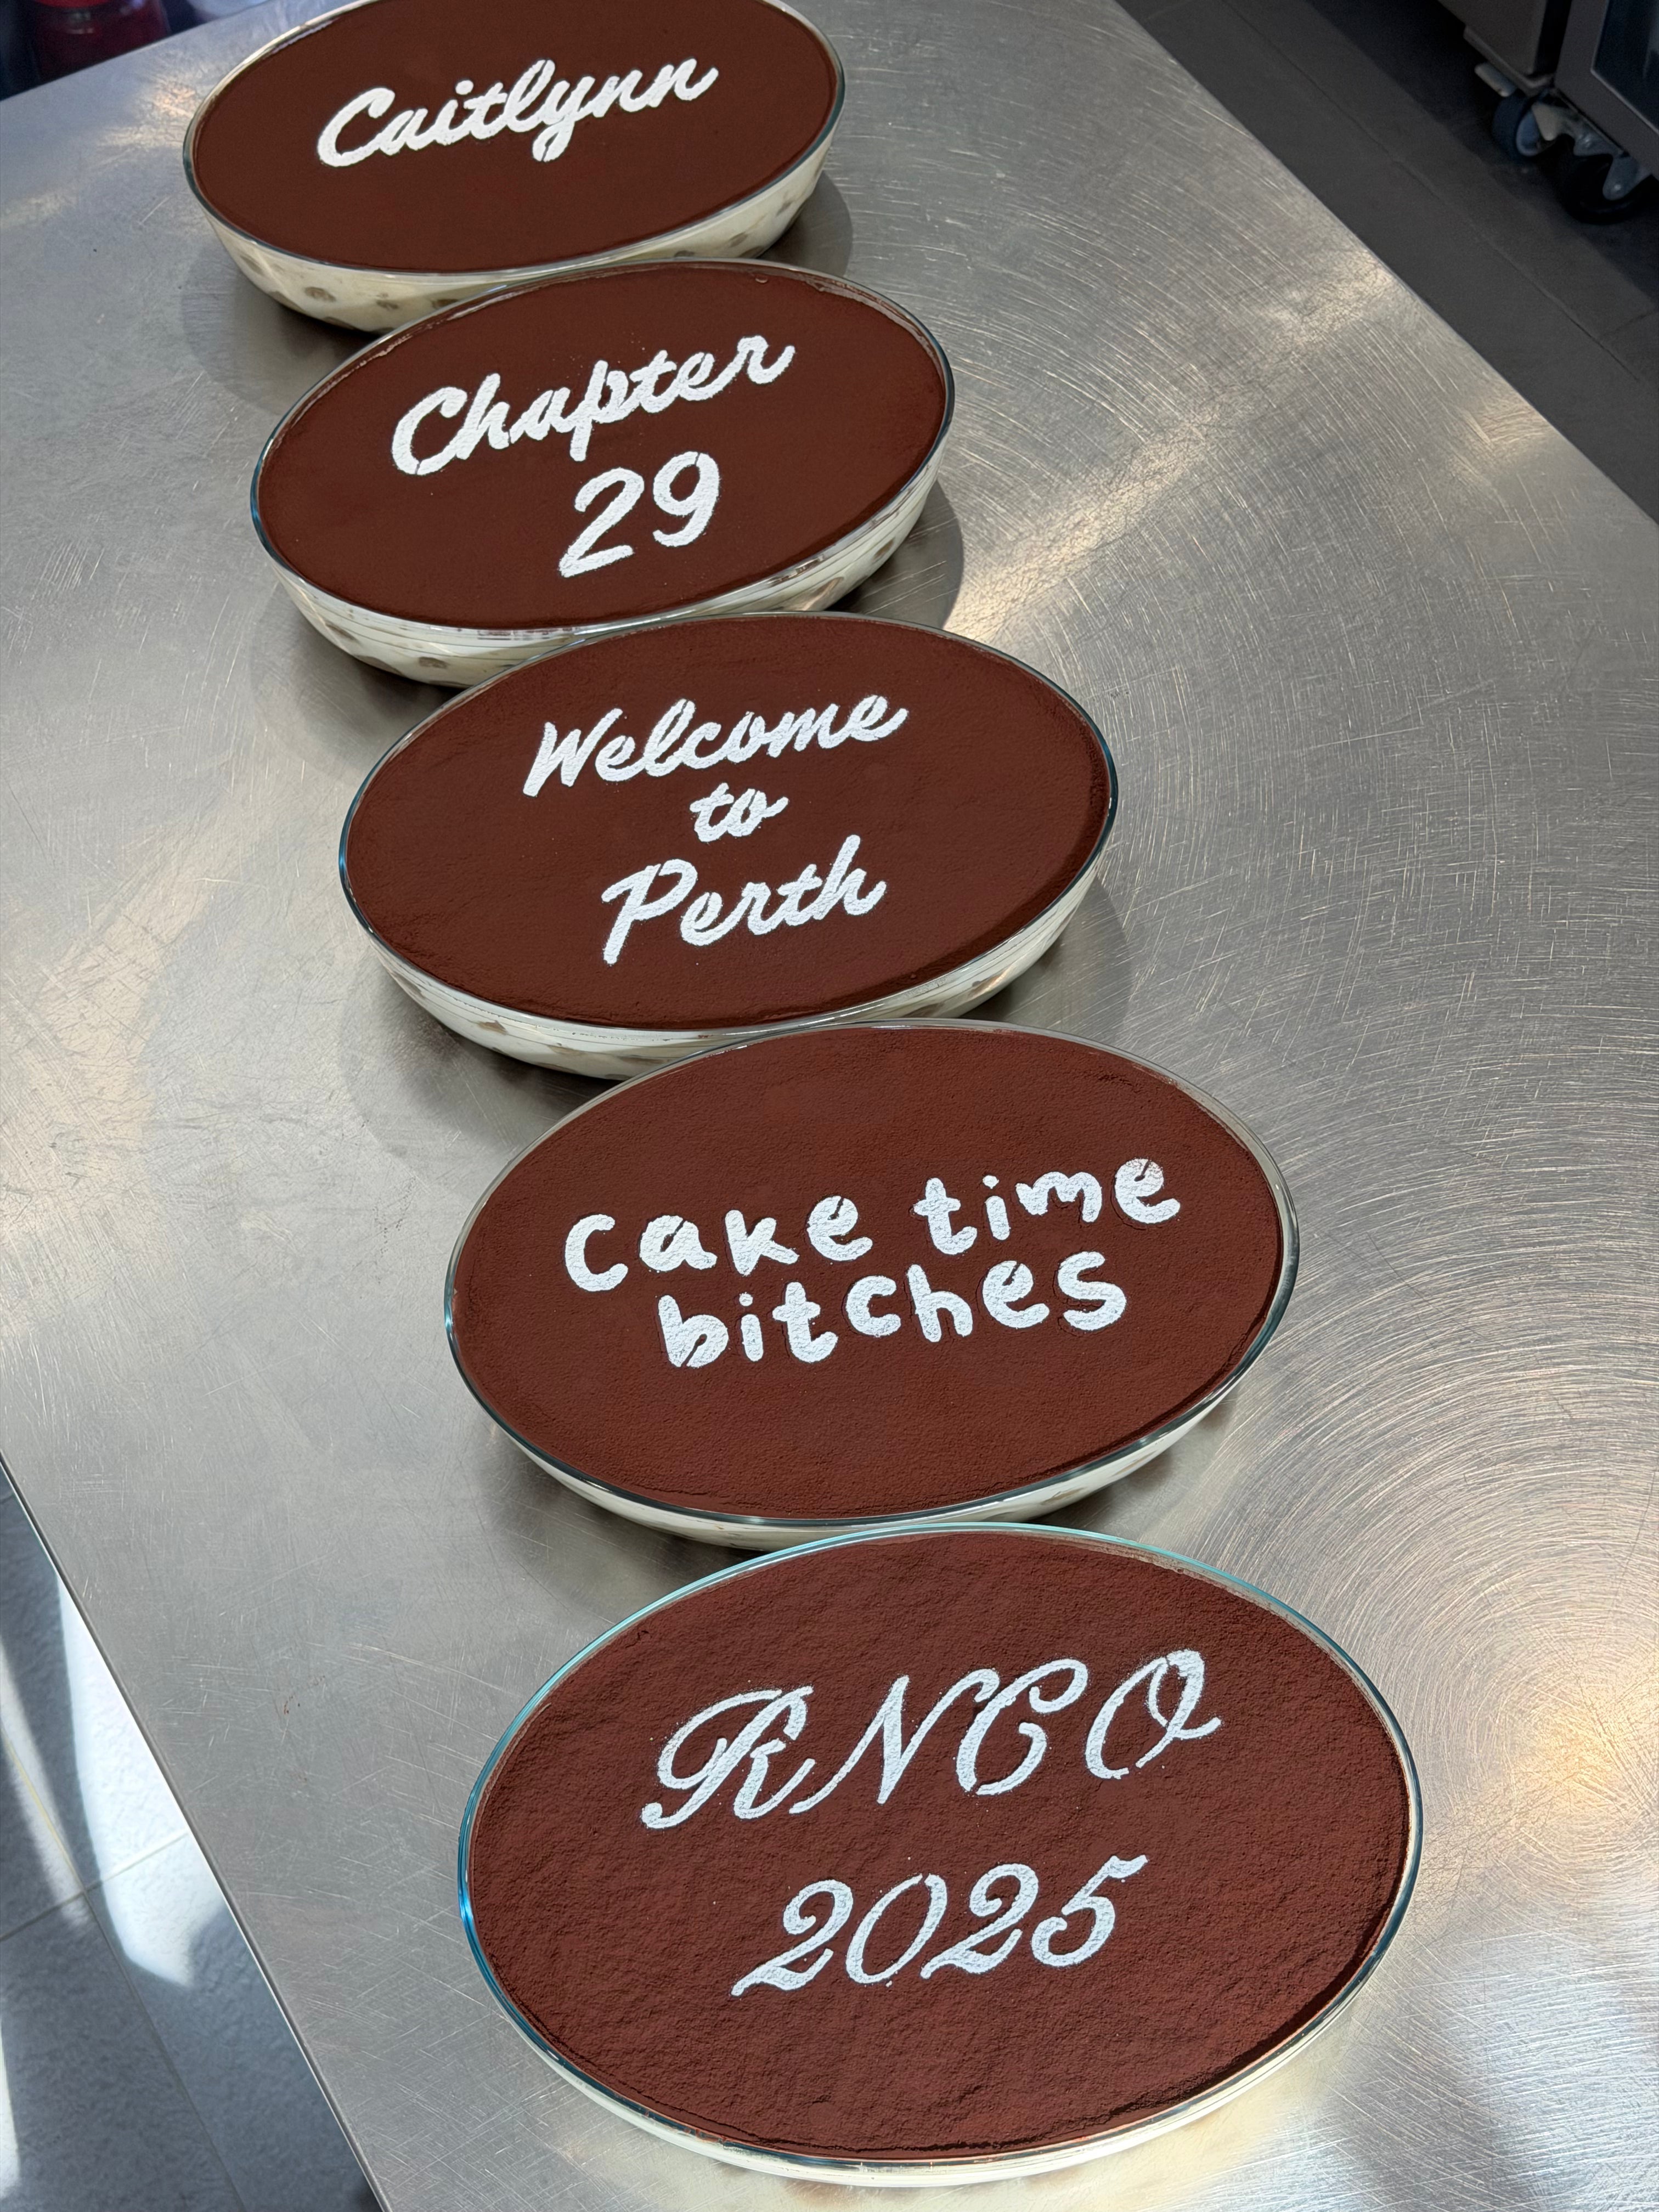 Caitlynn
Chapter
29
Welcome
to
Perth
cake time
bitches
RNCO
2025